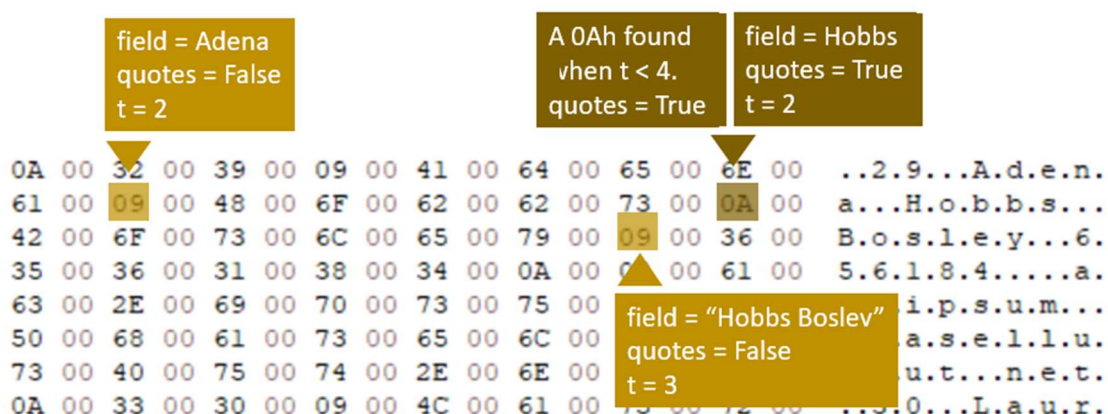 field = Adena
quotes = False
t = 2
A 0Ah found
vhen t < 4.
quotes = True
field = Hobbs
quotes = True
t = 2
0A 00 32 00 39 00 09 00 41 00 64 00 65 00 6E 00 ..2.9...A.d.e.n.
61 00 09 00 48 00 6F 00 62 00 62 00 73 00 0A 00 a...H.o.b.b.s...
42 00 6F 00 73 00 6C 00 65 00 79 00 09 00 36 00 B.o.s.l.e.y...6.
35 00 36 00 31 00 38 00 34 00 0A 00 00 61 00 5.6.1.8.4.....a.
63 00 2E 00 69 00 70 00 73 00 75 00 .i.p.s.u.m...
50 00 68 00 61 00 73 00 65 00 6C 00 .a.s.e.l.l.u.
73 00 40 00 75 00 74 00 2E 00 6E 00 .u.t...n.e.t.
0A 00 33 00 30 00 09 00 4C 00 61 00 72 00 ..3.0...L.a.u.r.
field = “Hobbs Boslev”
quotes = False
t = 3